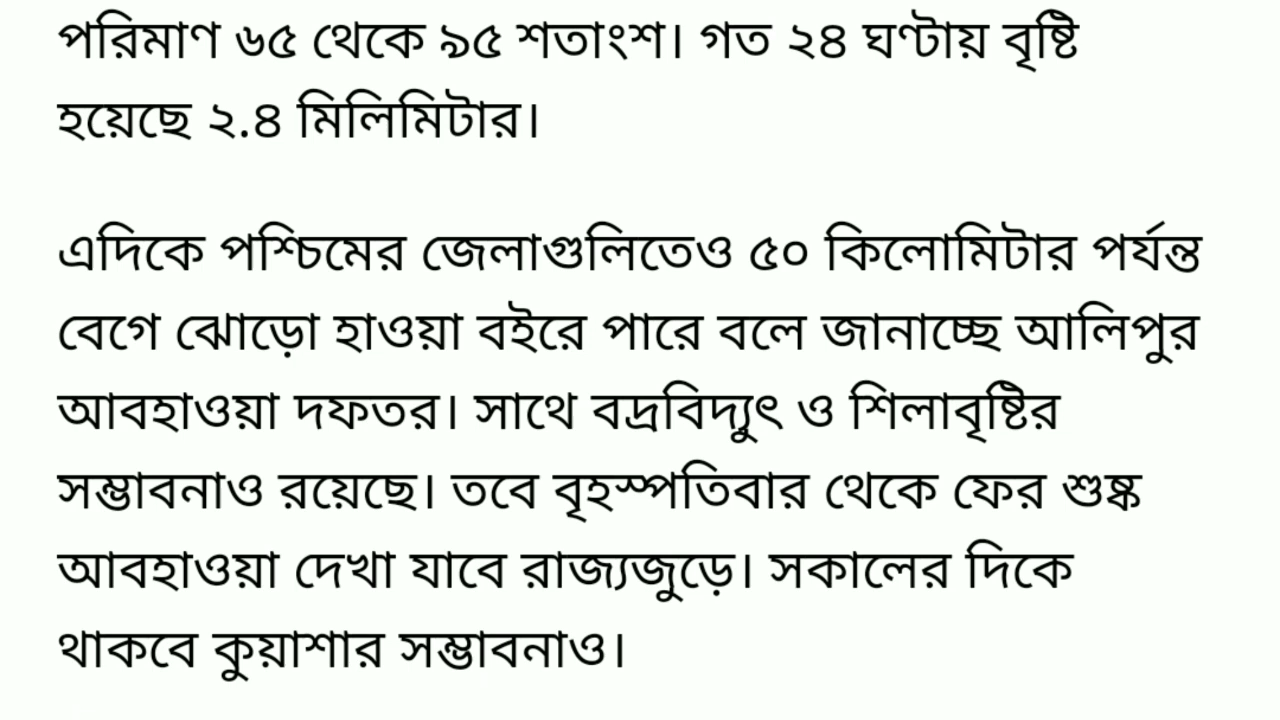 পরিমাণ ৬৫ থেকে ৯৫ শতাংশ। গত ২৪ ঘণ্টায় বৃষ্টি
হয়েছে ২.৪ মিলিমিটার।
এদিকে পশ্চিমের জেলাগুলিতেও ৫০ কিলোমিটার পর্যন্ত
বেগে ঝোড়ো হাওয়া বইরে পারে বলে জানাচ্ছে আলিপুর
আবহাওয়া দফতর। সাথে বদ্রবিদ্যুৎ ও শিলাবৃষ্টির
সম্ভাবনাও রয়েছে। তবে বৃহস্পতিবার থেকে ফের শুষ্ক
আবহাওয়া দেখা যাবে রাজ্যজুড়ে। সকালের দিকে
থাকবে কুয়াশার সম্ভাবনাও।